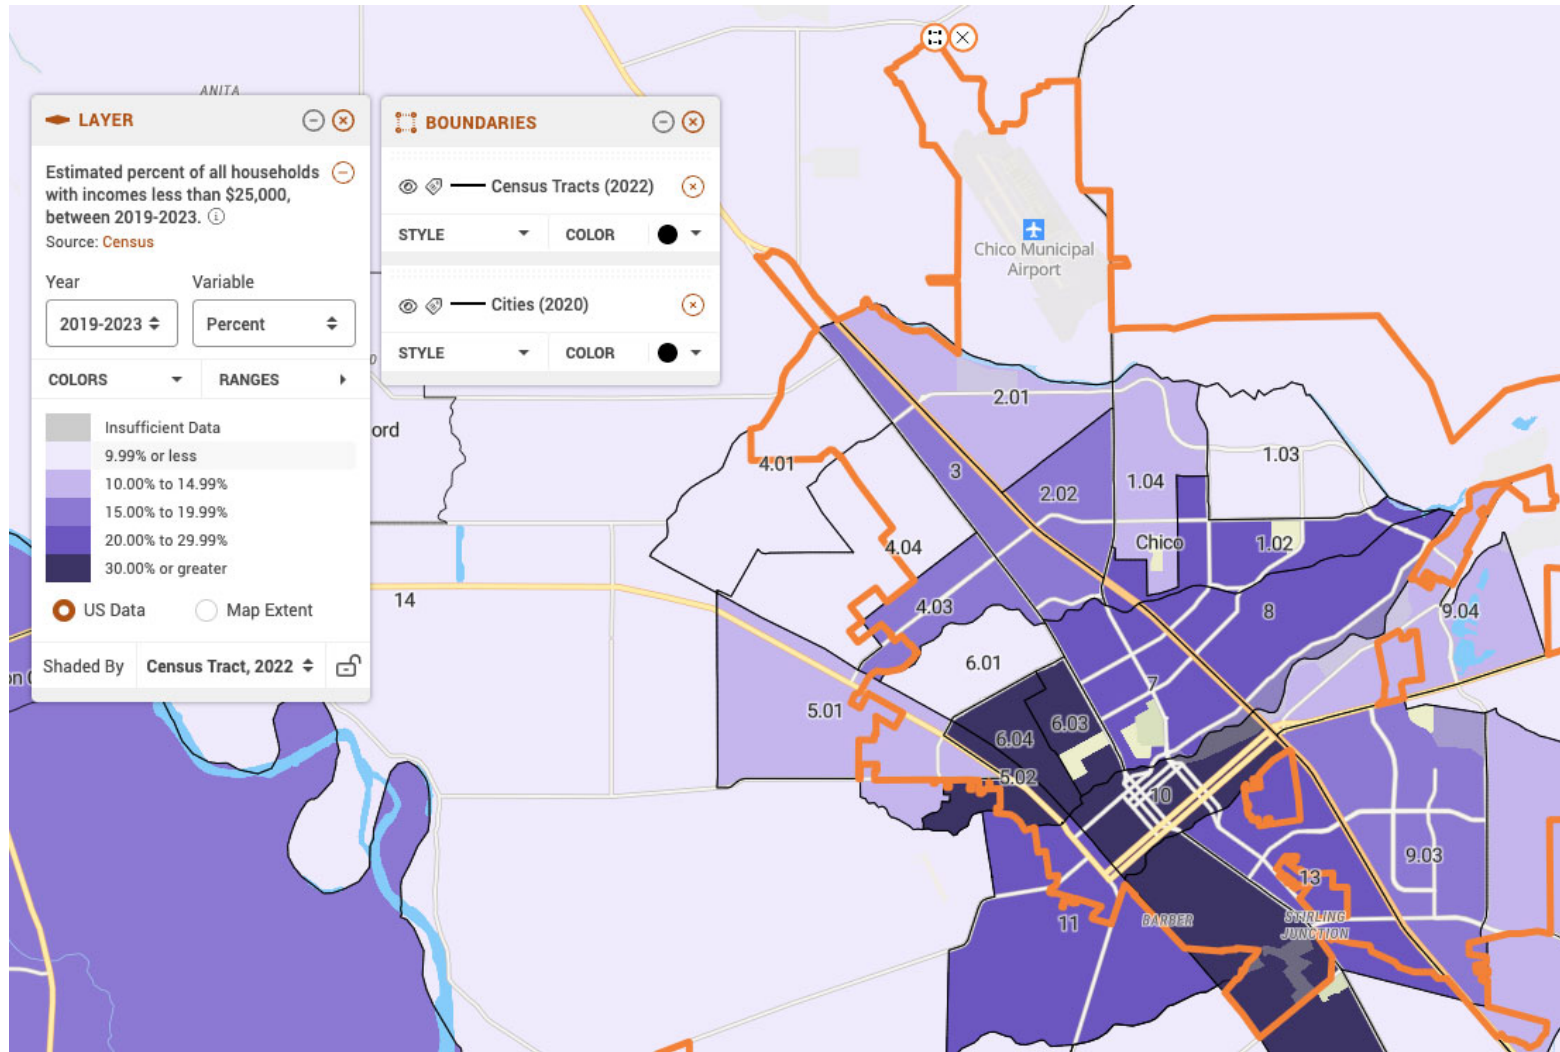 ANITA
LAYER
Estimated percent of all households
with incomes less than $25,000,
between 2019-2023.
Source: Census
Year
Variable
2019-2023
Percent
COLORS
RANGES
Insufficient Data
9.99% or less
10.00% to 14.99%
15.00% to 19.99%
20.00% to 29.99%
30.00% or greater
US Data
Map Extent
Shaded By
Census Tract, 2022
BOUNDARIES
Census Tracts (2022)
STYLE
COLOR
Cities (2020)
STYLE
COLOR
ord
14
Chico Municipal
Airport
2.01
4.01
3
1.03
1.04
2.02
Chico
1.02
4.04
4.03
8
9.04
6.01
7
5.01
6.03
6.04
5.02
10
9.03
13
11
BARBER
STIRLING
JUNCTION